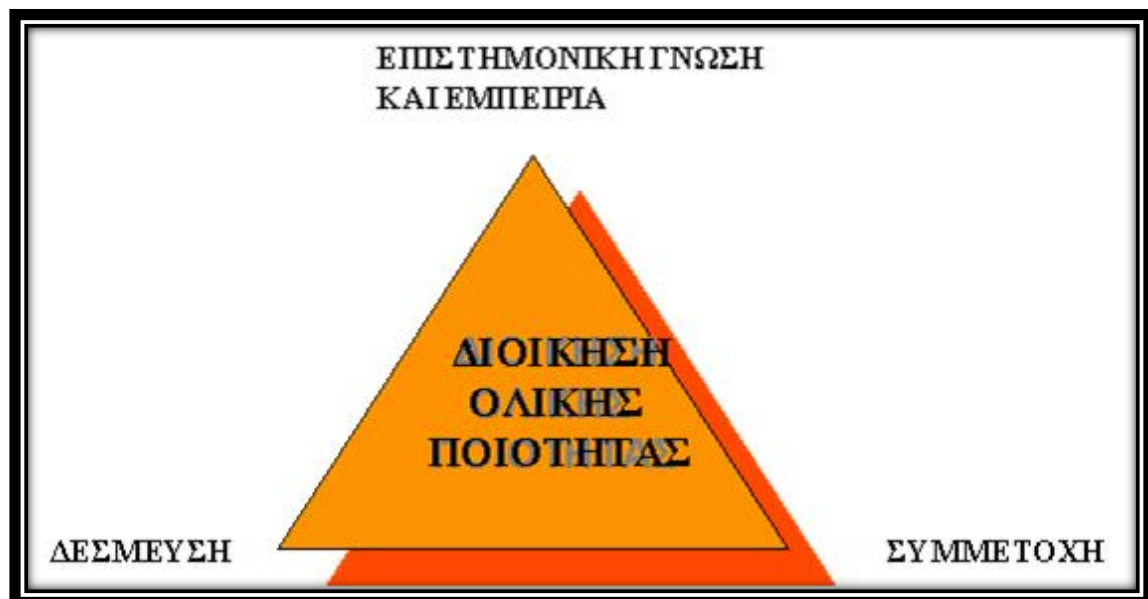 ΕΠΙΣΤΗΜΟΝΙΚΗ ΓΝΩΣΗ
ΚΑΙ ΕΜΠΕΙΡΙΑ
ΔΙΟΙΚΗΣΗ
ΟΛΙΚΗΣ
ΠΟΙΟΤΗΤΑΣ
ΔΕΣΜΕΥΣΗ
ΣΥΜΜΕΤΟΧΗ